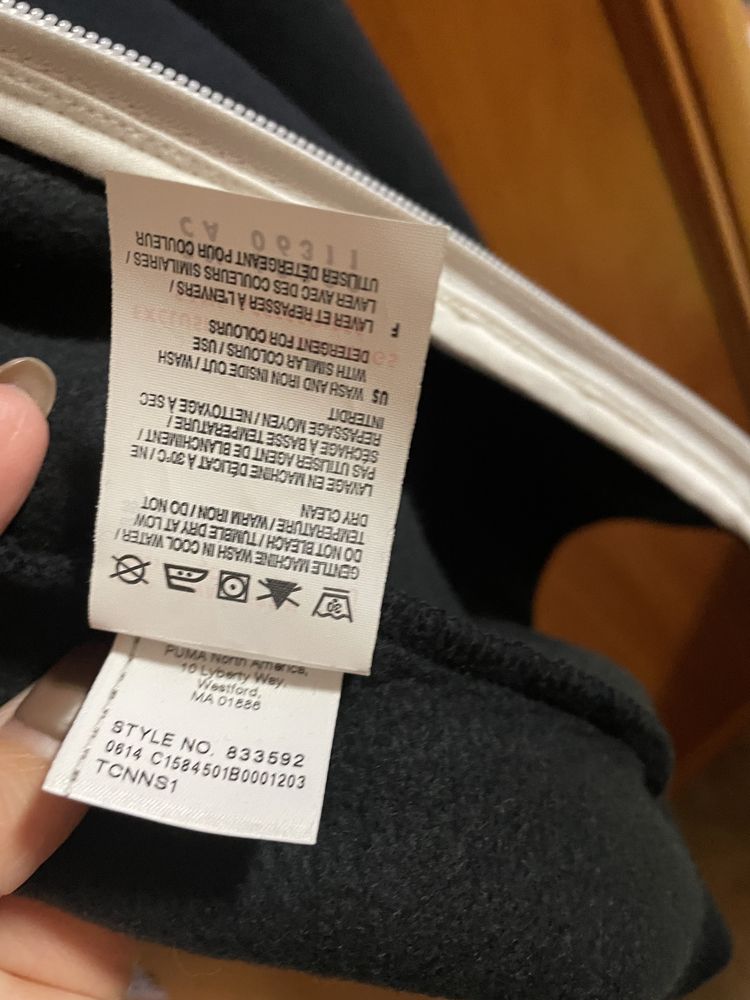 GENTLE MACHINE WASH IN COOL WATER /
DO NOT BLEACH / TUMBLE DRY AT LOW
TEMPERATURE / WARM IRON / DO NOT
DRY CLEAN
LAVAGE EN MACHINE DÉLICAT À 30°C / NE
PAS UTILISER AGENT DE BLANCHIMENT /
SÉCHAGE À BASSE TEMPÉRATURE /
REPASSAGE MOYEN / NETTOYAGE À SEC
INTERDIT
US WASH AND IRON INSIDE OUT / WASH
WITH SIMILAR COLOURS / USE
DETERGENT FOR COLOURS
F LAVER ET REPASSER À L'ENVERS /
LAVER AVEC DES COULEURS SIMILAIRES /
UTILISER DÉTERGEANT POUR COULEUR
CA 06311
PUMA North America,
10 Lyberty Way,
Westford,
MA 01886
STYLE NO. 833592
0614 C1584501B0001203
TCNNS1